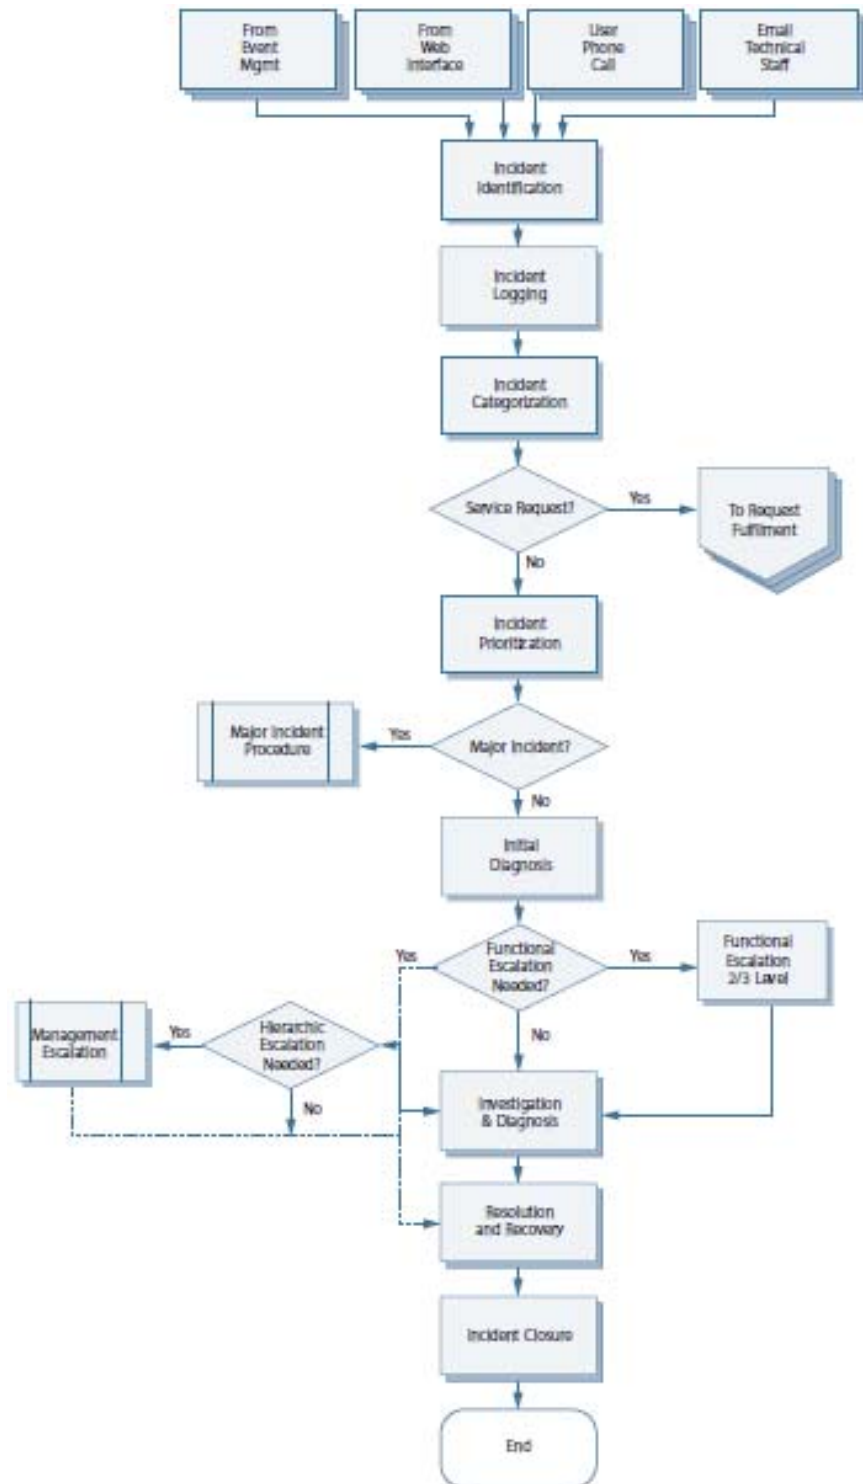 From
Event
Mgmt
From
Web
Interface
User
Phone
Call
Email
Technical
Staff
Incident
Identification
Incident
Logging
Incident
Categorization
Service Request?
Yes
To Request
Fulfilment
No
Incident
Prioritization
Major Incident
Procedure
Yes
Major Incident?
No
Initial
Diagnosis
Yes
Functional
Escalation
Needed?
Yes
Functional
Escalation
2/3 Level
Management
Escalation
Yes
Hierarchic
Escalation
Needed?
No
No
Investigation
& Diagnosis
Resolution
and Recovery
Incident Closure
End